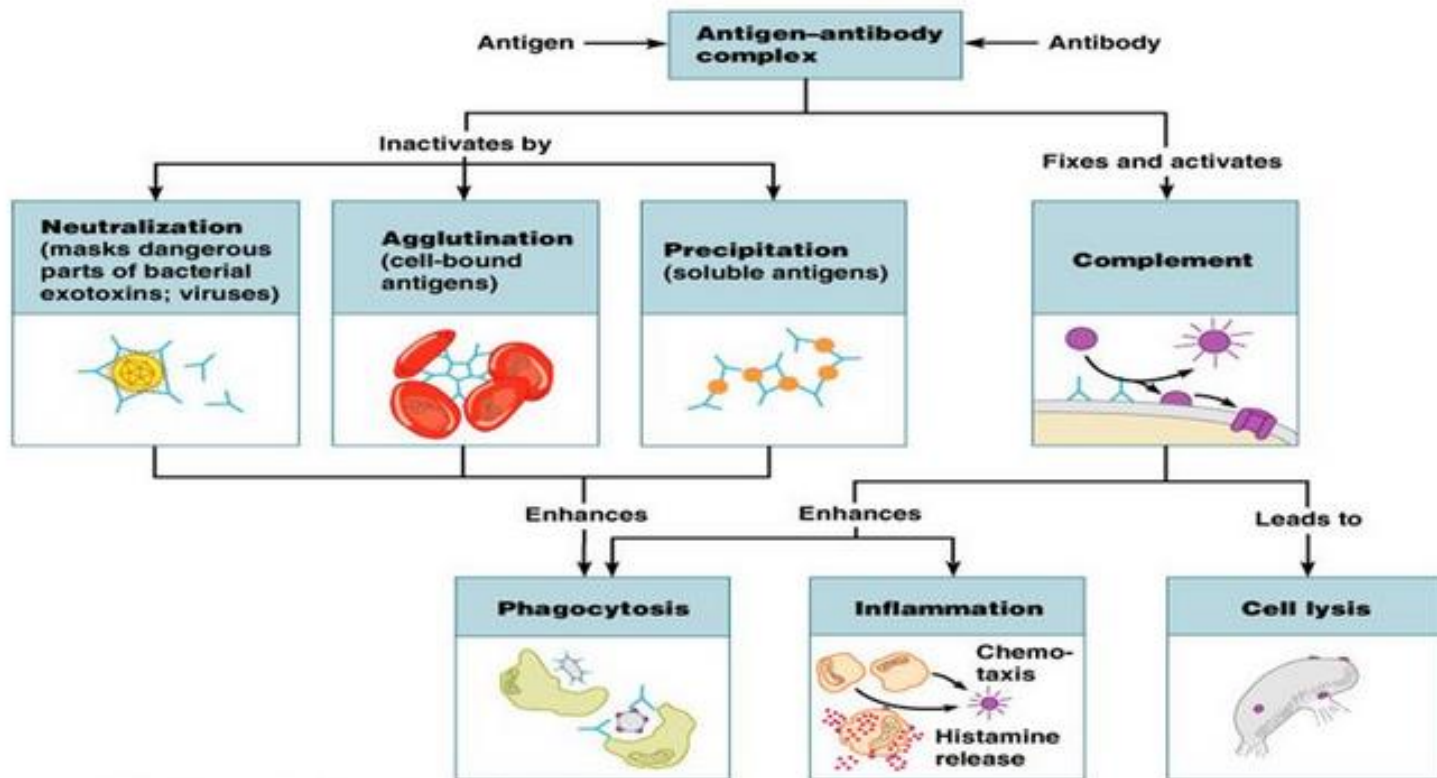 Antigen
Antigen–antibody
complex
Antibody
Inactivates by
Fixes and activates
Neutralization
(masks dangerous
parts of bacterial
exotoxins; viruses)
Agglutination
(cell-bound
antigens)
Precipitation
(soluble antigens)
Complement
Enhances
Enhances
Leads to
Phagocytosis
Inflammation
Chemo-
taxis
Histamine
release
Cell lysis